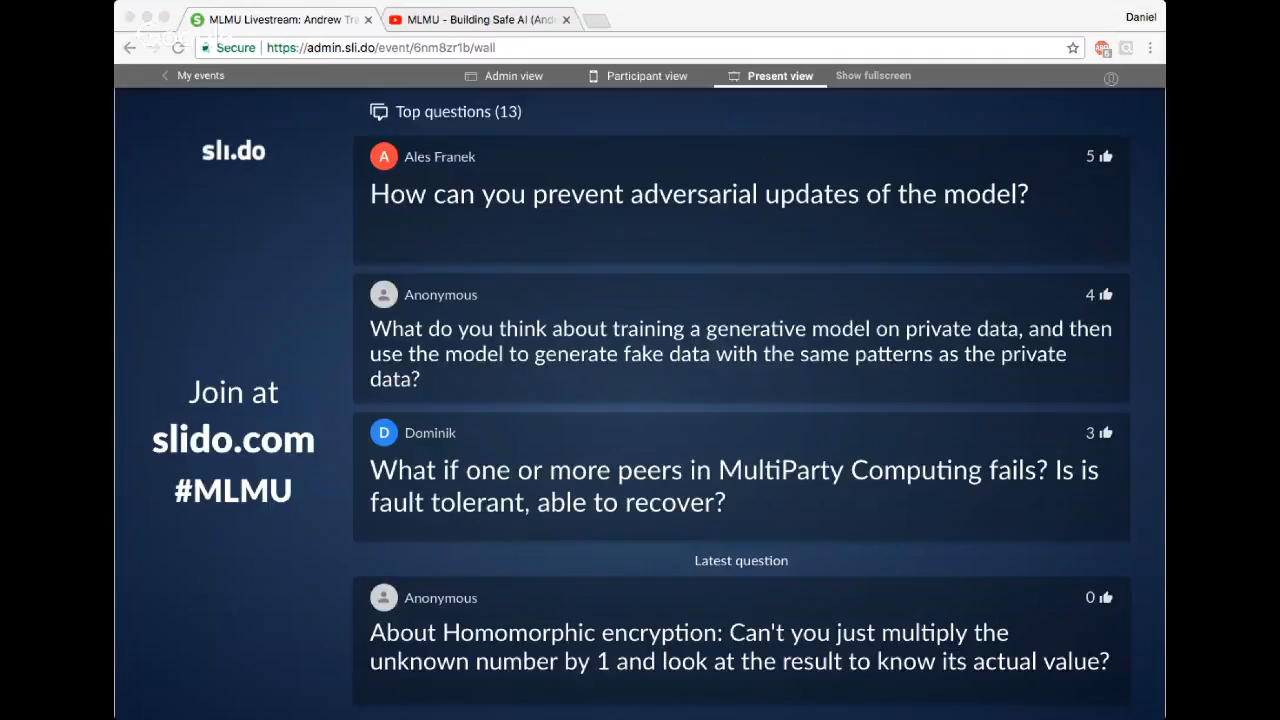 MLMU Livestream: Andrew Tra
MLMU - Building Safe AI (And
Daniel
Secure
https://admin.sli.do/event/6nm8zr1b/wall
My events
Admin view
Participant view
Present view
Show fullscreen
Top questions (13)
sli.do
A Ales Franek
5
How can you prevent adversarial updates of the model?
Anonymous
4
What do you think about training a generative model on private data, and then
use the model to generate fake data with the same patterns as the private
data?
Join at
slido.com
#MLMU
D Dominik
3
What if one or more peers in MultiParty Computing fails? Is is
fault tolerant, able to recover?
Latest question
Anonymous
0
About Homomorphic encryption: Can't you just multiply the
unknown number by 1 and look at the result to know its actual value?